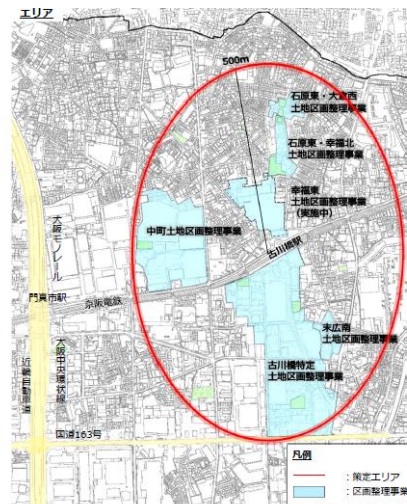 エリア
500m
石原東・大倉西
土地区画整理事業
石原東・幸福北
土地区画整理事業
幸福東
土地区画整理事業
(実施中)
中町土地区画整理事業
古川橋駅
大阪モノレール
門真市駅
京阪電鉄
末広南
土地区画整理事業
古川橋特定
土地区画整理事業
近畿自動車道
大阪中央環状線
国道163号
凡例
：策定エリア
：区画整理事業